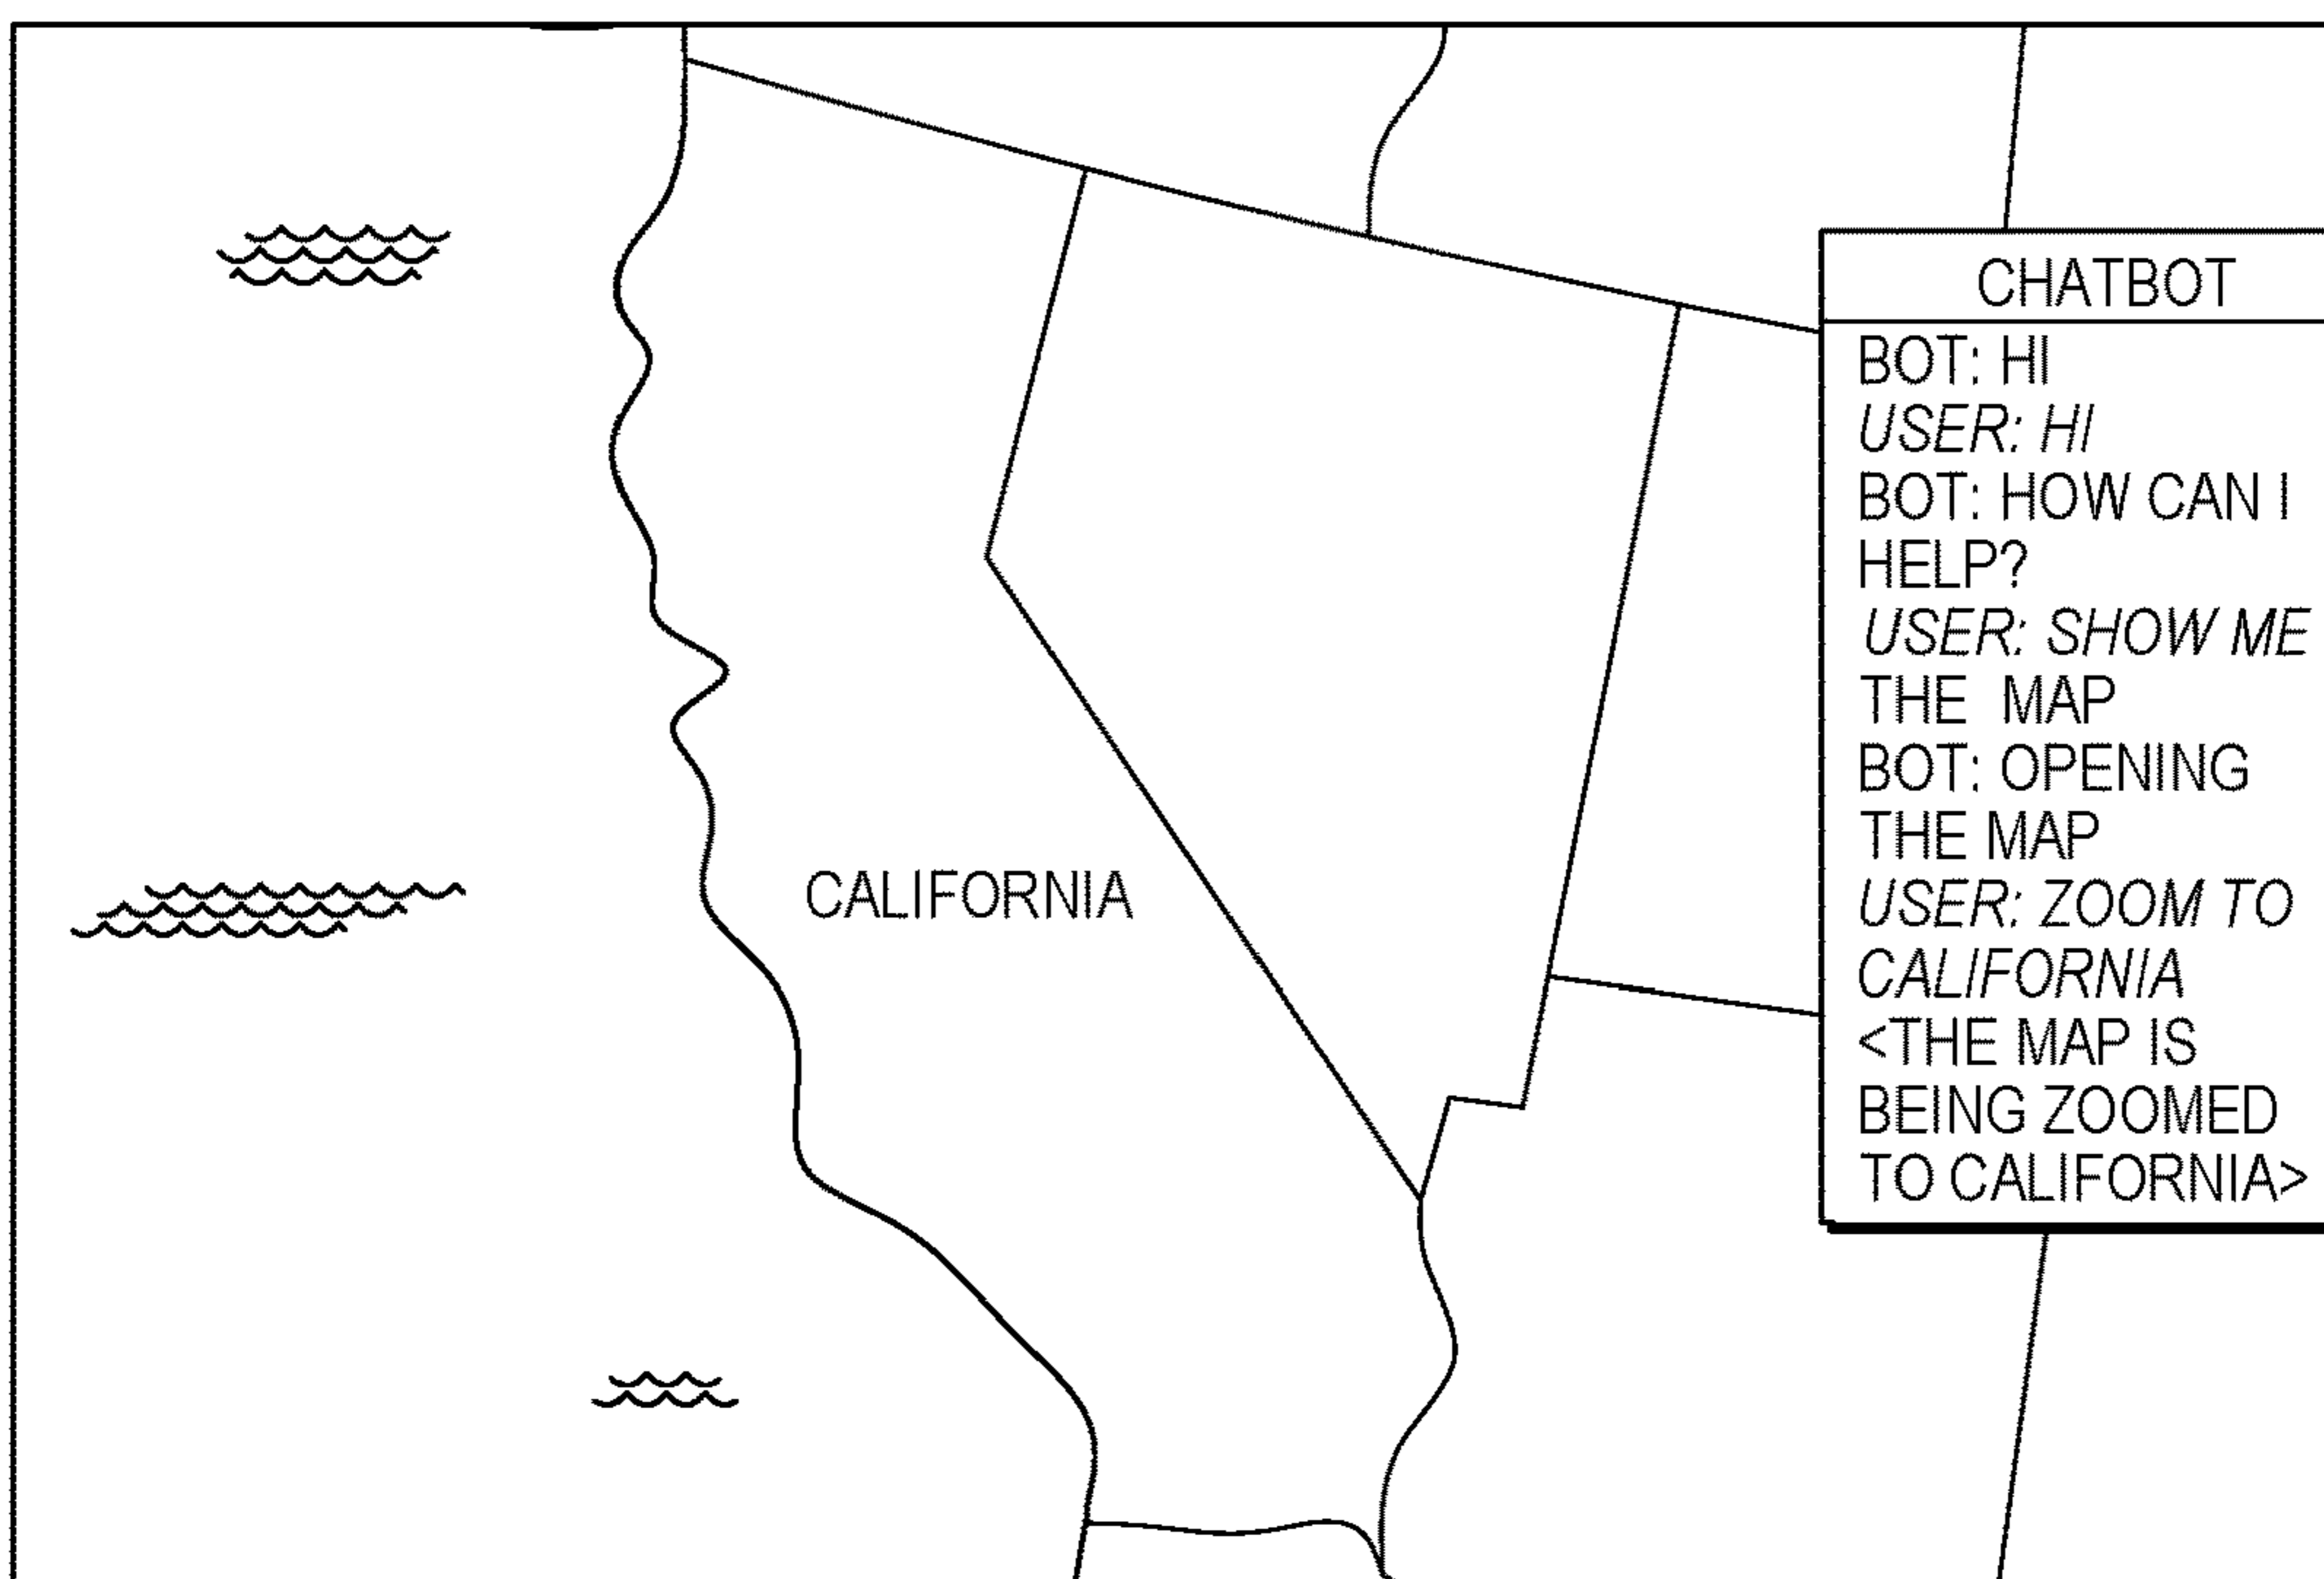 CHATBOT
BOT: HI
USER: HI
BOT: HOW CAN I
HELP?
USER: SHOW ME
THE MAP
BOT: OPENING
THE MAP
USER: ZOOM TO
CALIFORNIA
<THE MAP IS
BEING ZOOMED
TO CALIFORNIA>
CALIFORNIA